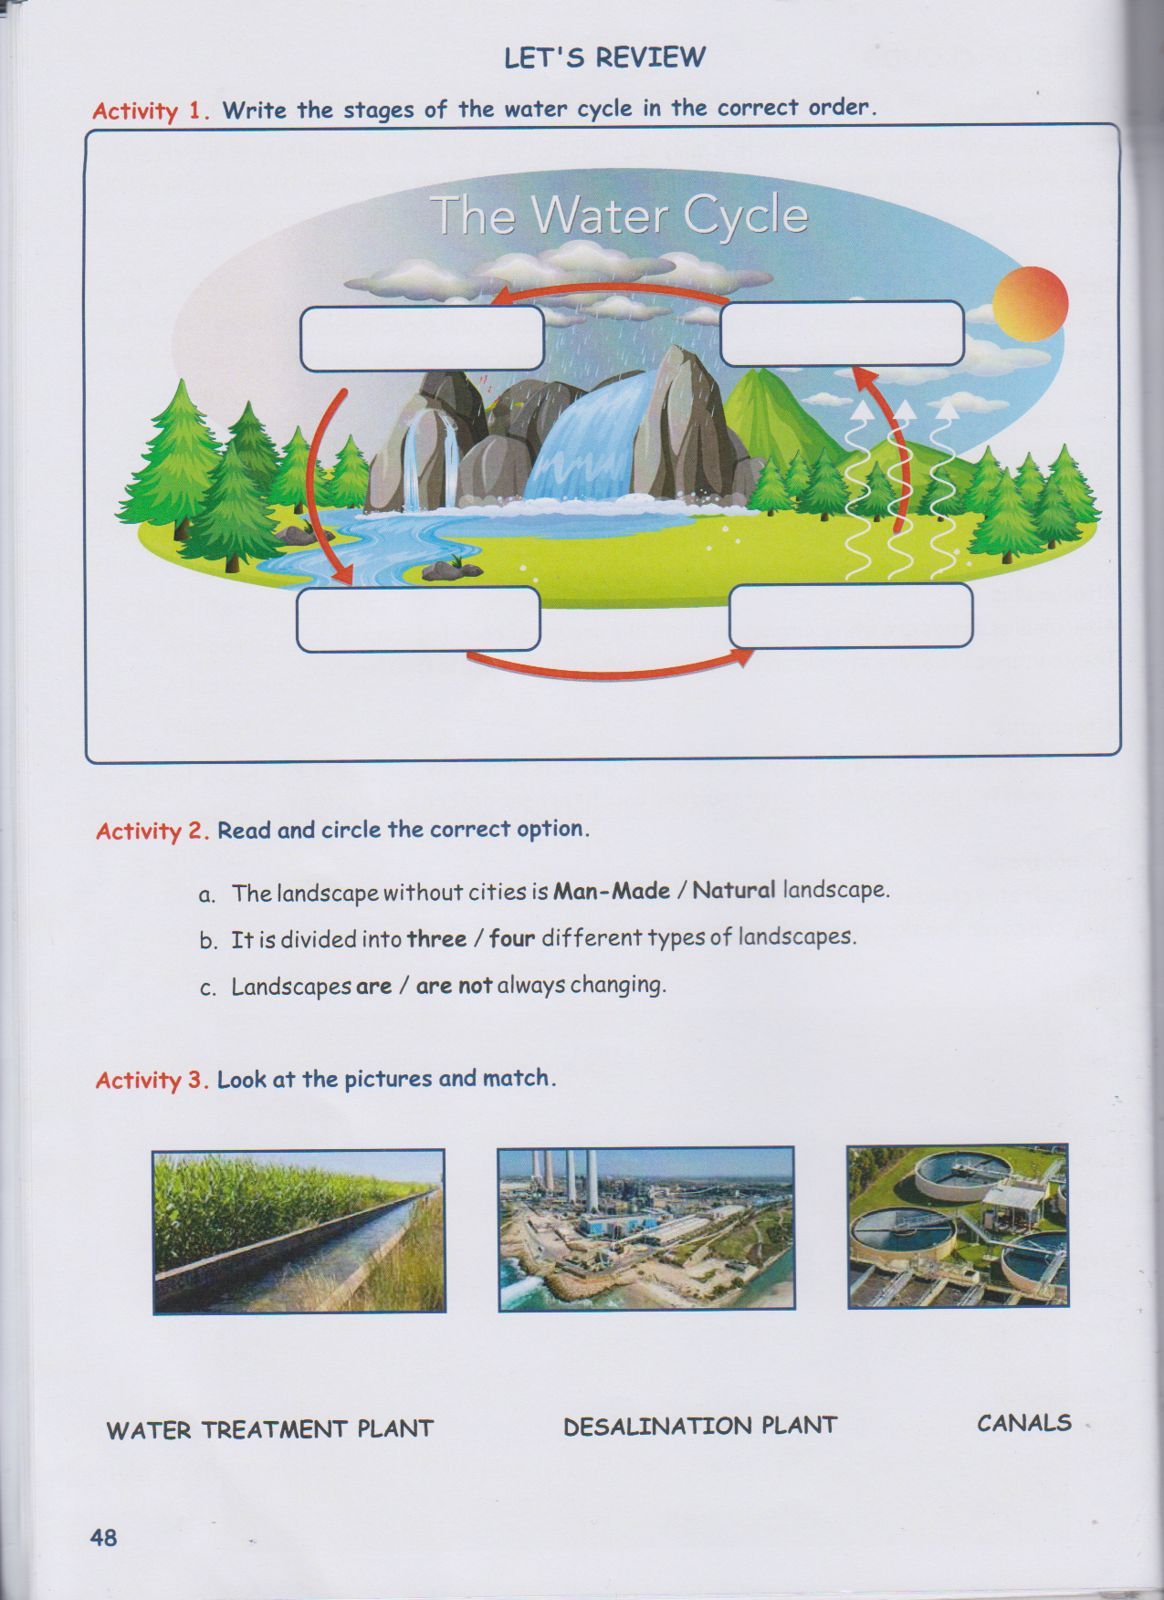 LET'S REVIEW
Activity 1. Write the stages of the water cycle in the correct order.
The Water Cycle
Activity 2. Read and circle the correct option.
a. The landscape without cities is Man-Made / Natural landscape.
b. It is divided into three / four different types of landscapes.
c. Landscapes are / are not always changing.
Activity 3. Look at the pictures and match.
WATER TREATMENT PLANT DESALINATION PLANT CANALS
48